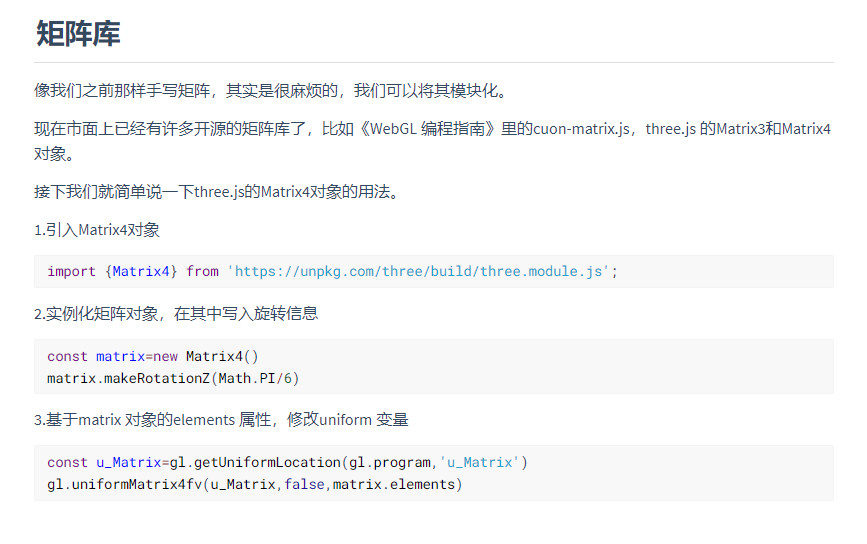 矩阵库
像我们之前那样手写矩阵，其实是很麻烦的，我们可以将其模块化。
现在市面上已经有许多开源的矩阵库了，比如《WebGL 编程指南》里的cuon-matrix.js，three.js 的Matrix3和Matrix4
对象。
接下我们就简单说一下three.js的Matrix4对象的用法。
1.引入Matrix4对象
import {Matrix4} from 'https://unpkg.com/three/build/three.module.js';
2.实例化矩阵对象，在其中写入旋转信息
const matrix=new Matrix4()
matrix.makeRotationZ(Math.PI/6)
3.基于matrix 对象的elements 属性，修改uniform 变量
const u_Matrix=gl.getUniformLocation(gl.program,'u_Matrix')
gl.uniformMatrix4fv(u_Matrix,false,matrix.elements)